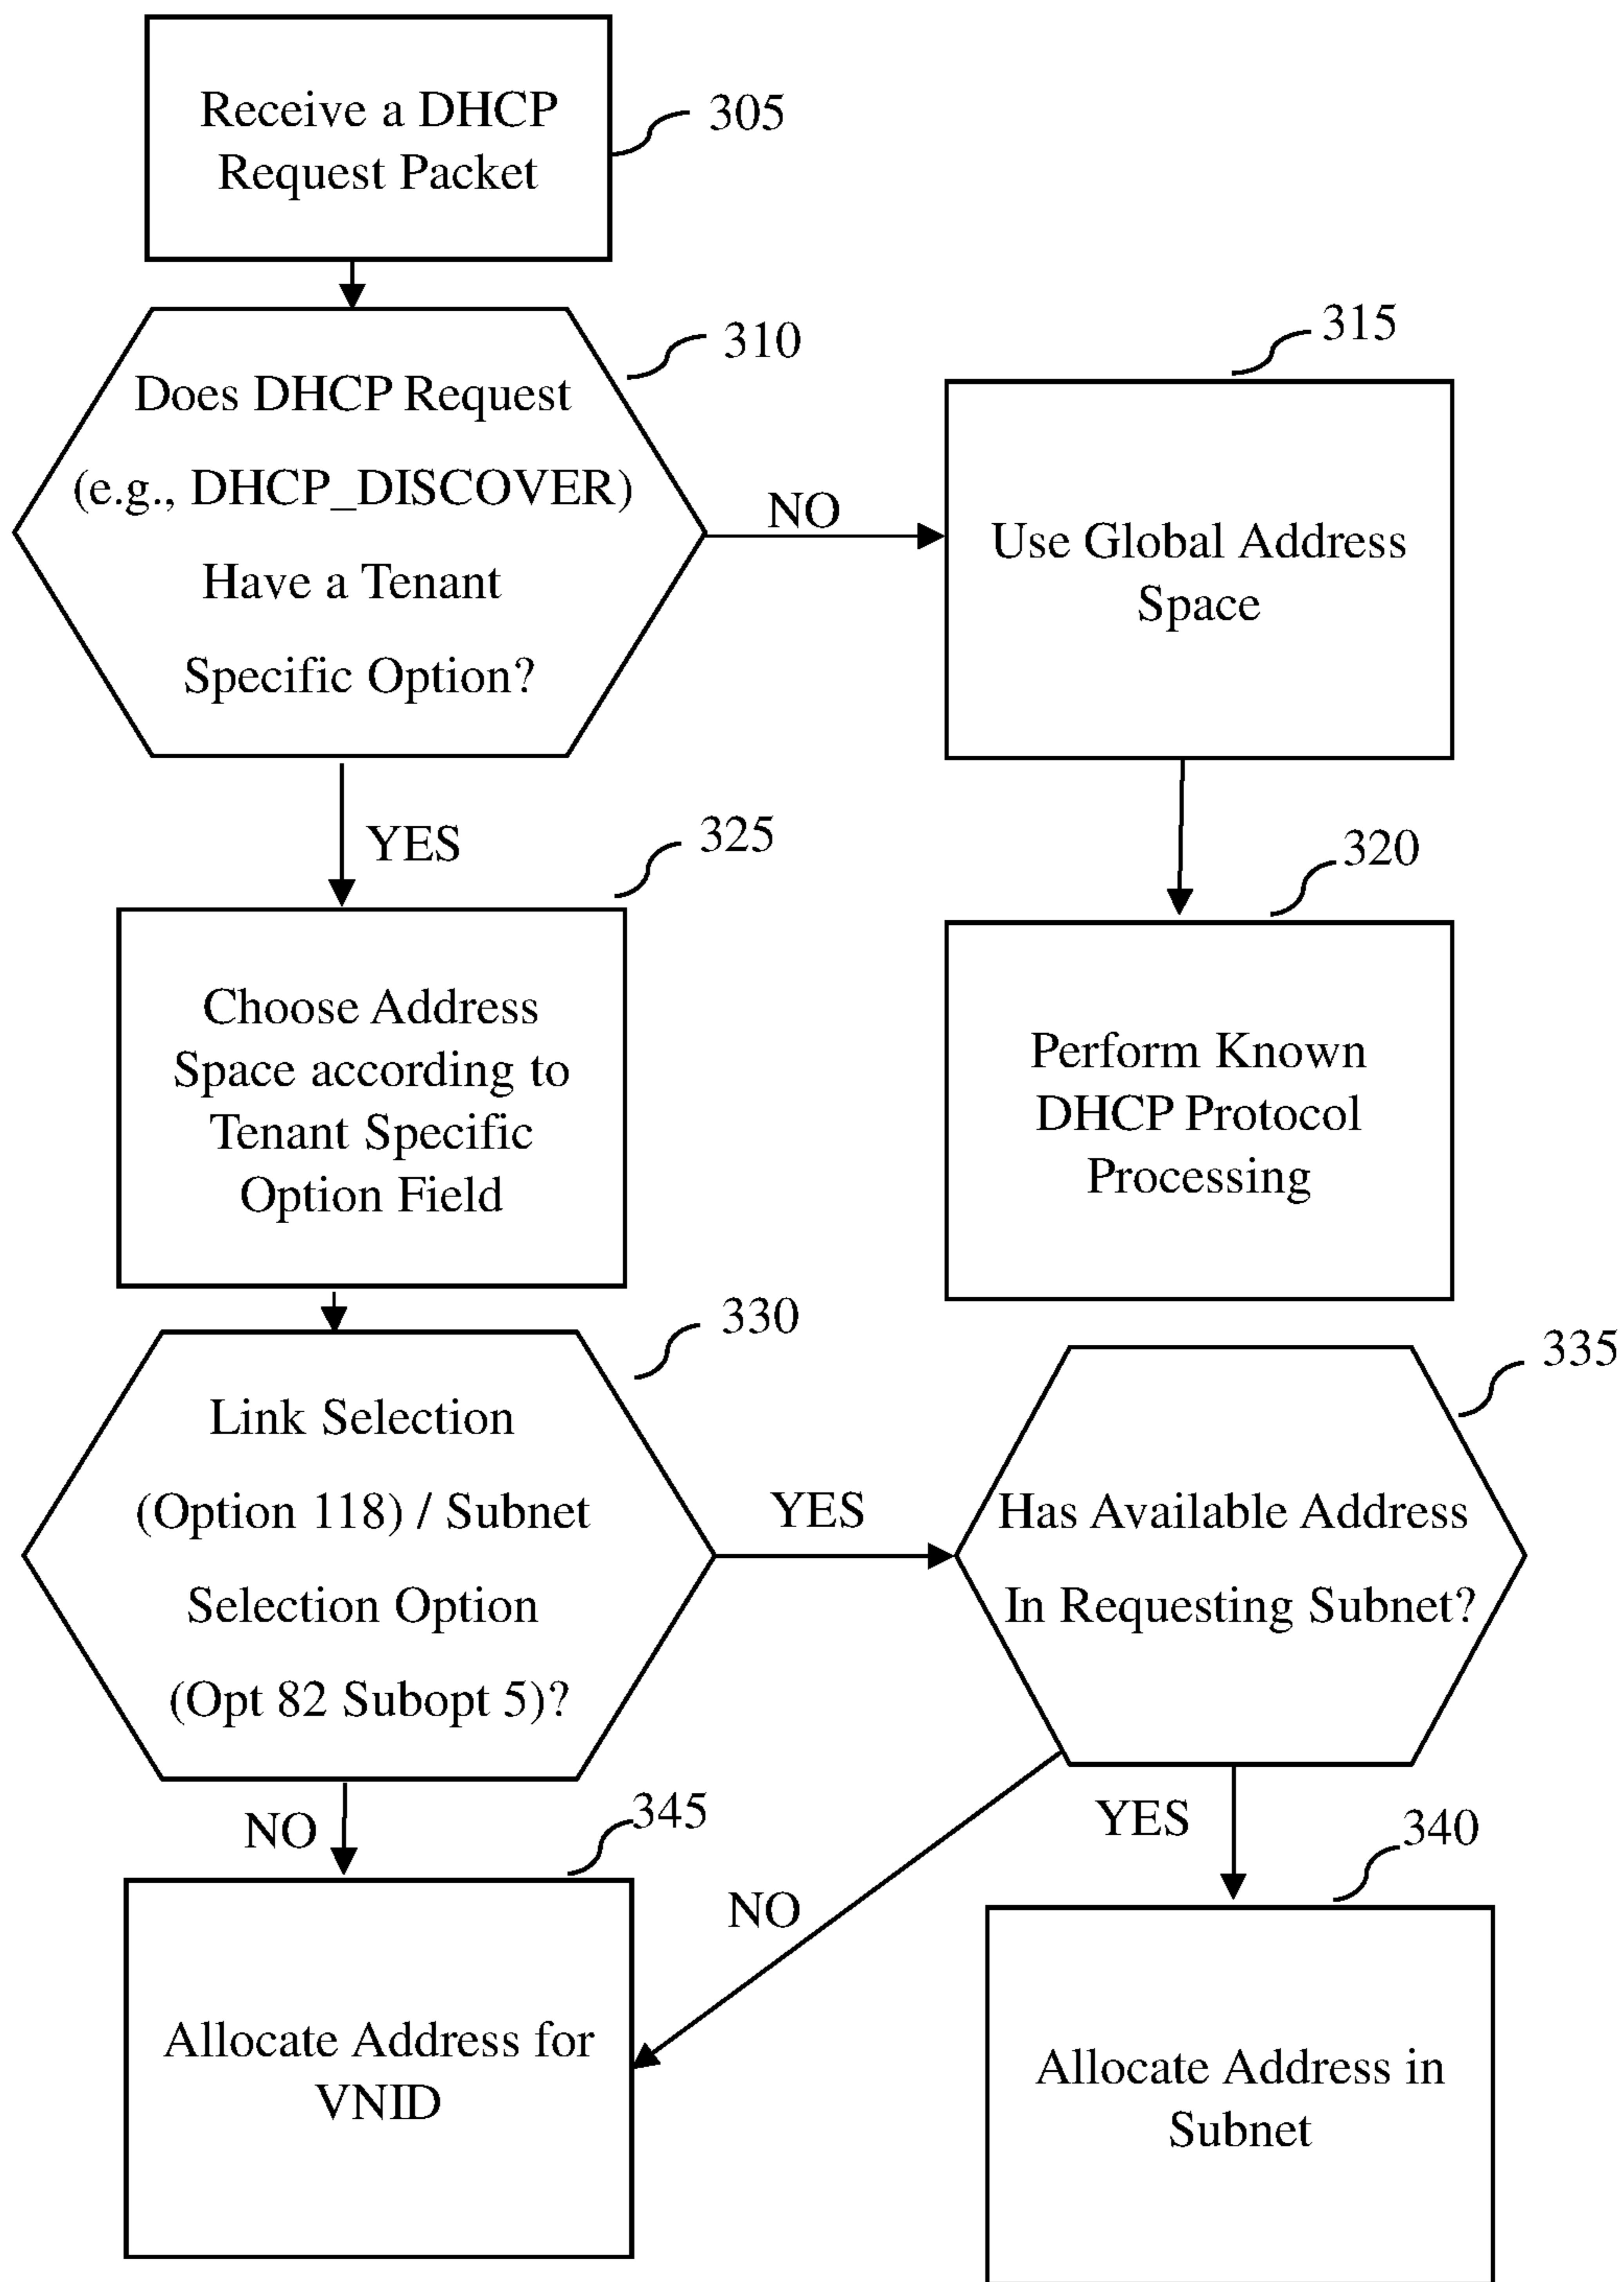 Receive a DHCP
Request Packet
305
Does DHCP Request
(e.g., DHCP_DISCOVER)
Have a Tenant
Specific Option?
310
NO
315
Use Global Address
Space
YES
325
320
Choose Address
Space according to
Tenant Specific
Option Field
Perform Known
DHCP Protocol
Processing
330
Link Selection
(Option 118) / Subnet
Selection Option
(Opt 82 Subopt 5)?
YES
335
Has Available Address
In Requesting Subnet?
NO
345
NO
YES
340
Allocate Address for
VNID
Allocate Address in
Subnet